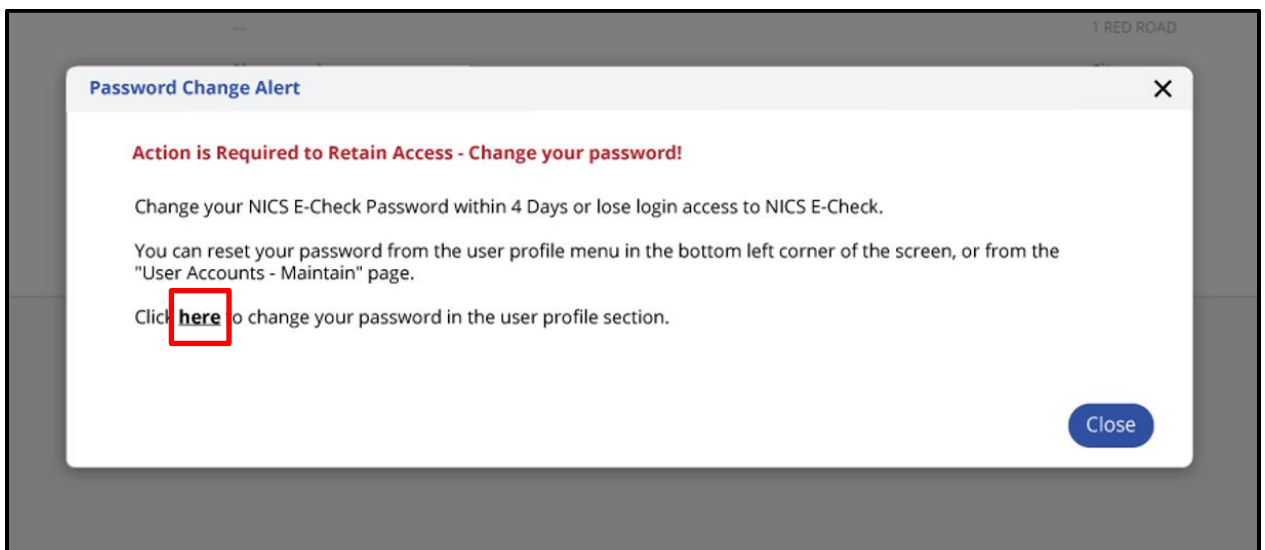 --
1 RED ROAD
Password Change Alert
Action is Required to Retain Access - Change your password!
Change your NICS E-Check Password within 4 Days or lose login access to NICS E-Check.
You can reset your password from the user profile menu in the bottom left corner of the screen, or from the
"User Accounts - Maintain" page.
Click here to change your password in the user profile section.
Close